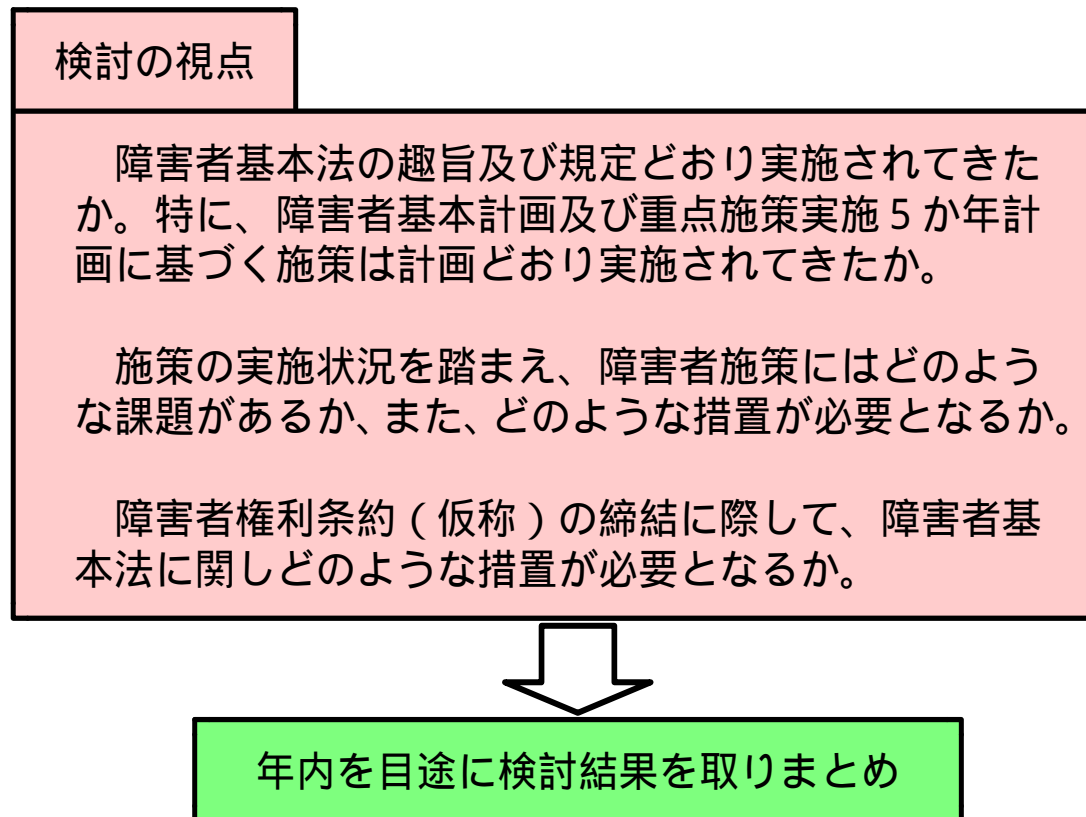 検討の視点
障害者基本法の趣旨及び規定どおり実施されてきた
か。特に、障害者基本計画及び重点施策実施５か年計
画に基づく施策は計画どおり実施されてきたか。
施策の実施状況を踏まえ、障害者施策にはどのよう
な課題があるか、また、どのような措置が必要となるか。
障害者権利条約（仮称）の締結に際して、障害者基
本法に関しどのような措置が必要となるか。
年内を目途に検討結果を取りまとめ